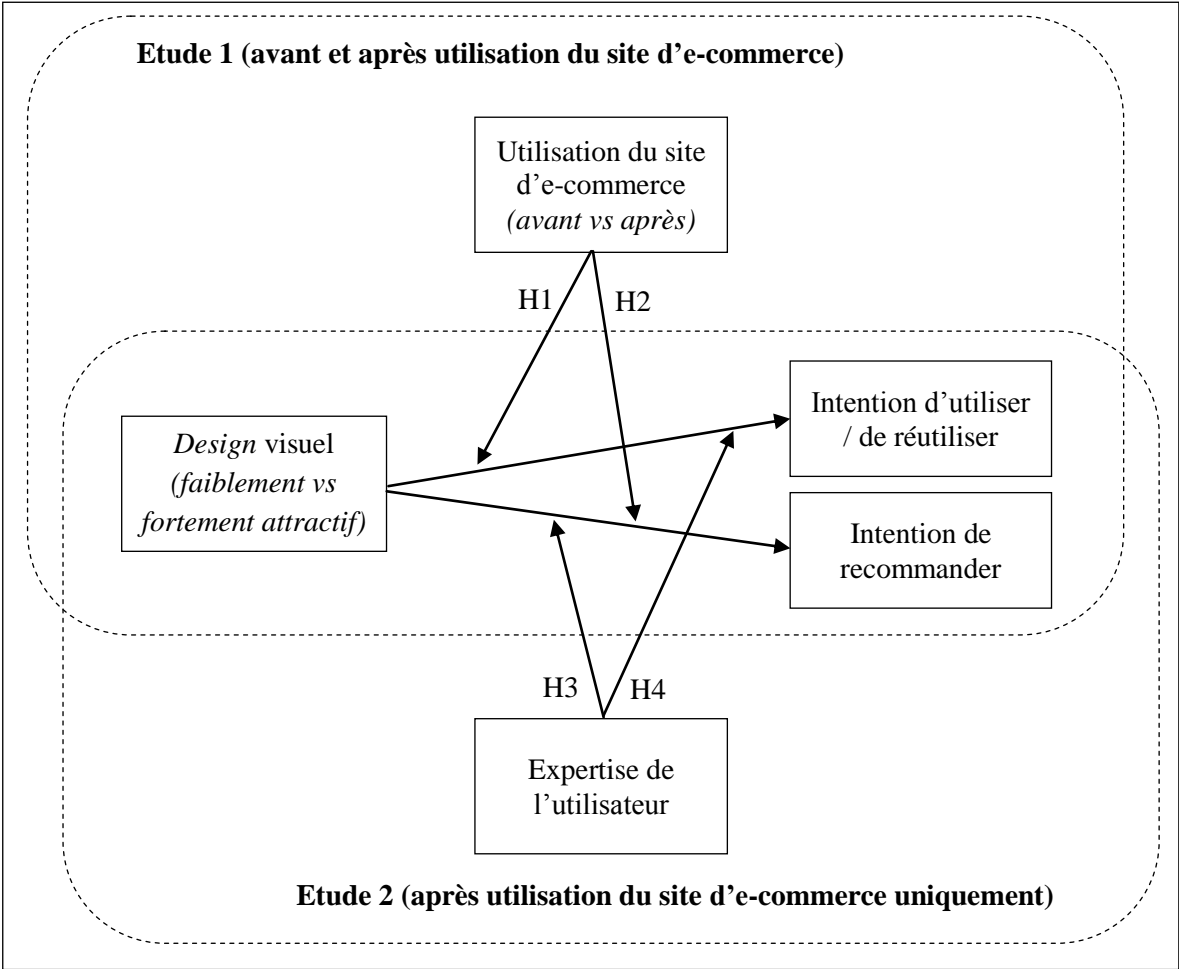 Etude 1 (avant et après utilisation du site d’e-commerce)
Utilisation du site
d’e-commerce
(avant vs après)
H1
H2
Design visuel
(faiblement vs
fortement attractif)
Intention d’utiliser
/ de réutiliser
Intention de
recommander
H3
H4
Expertise de
l’utilisateur
Etude 2 (après utilisation du site d’e-commerce uniquement)